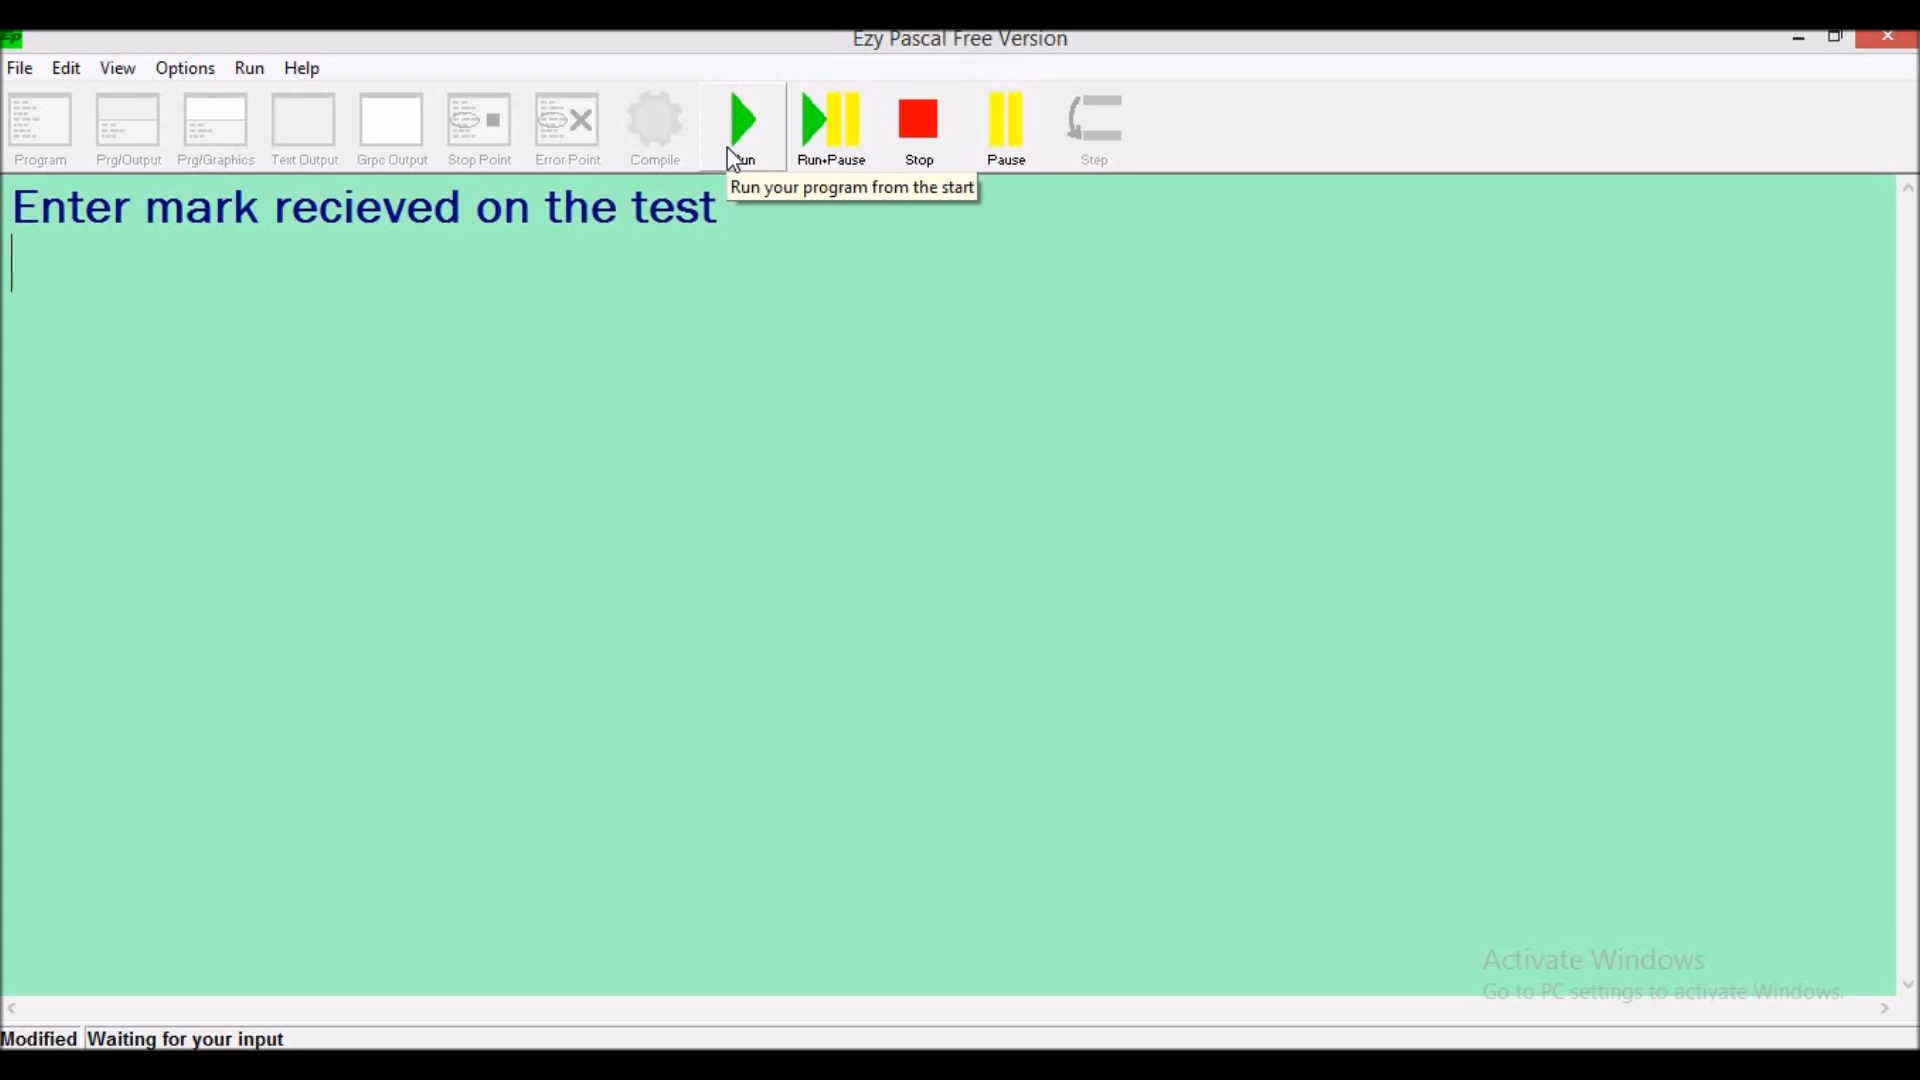 EP
Ezy Pascal Free Version
File Edit View Options Run Help
Program Prg/Output Prg/Graphics Text Output Grpc Output Stop Point Error Point Compile Run+Pause Stop Pause Step
Run your program from the start
Enter mark recieved on the test
Activate Windows
Go to PC settings to activate Windows.
Modified Waiting for your input